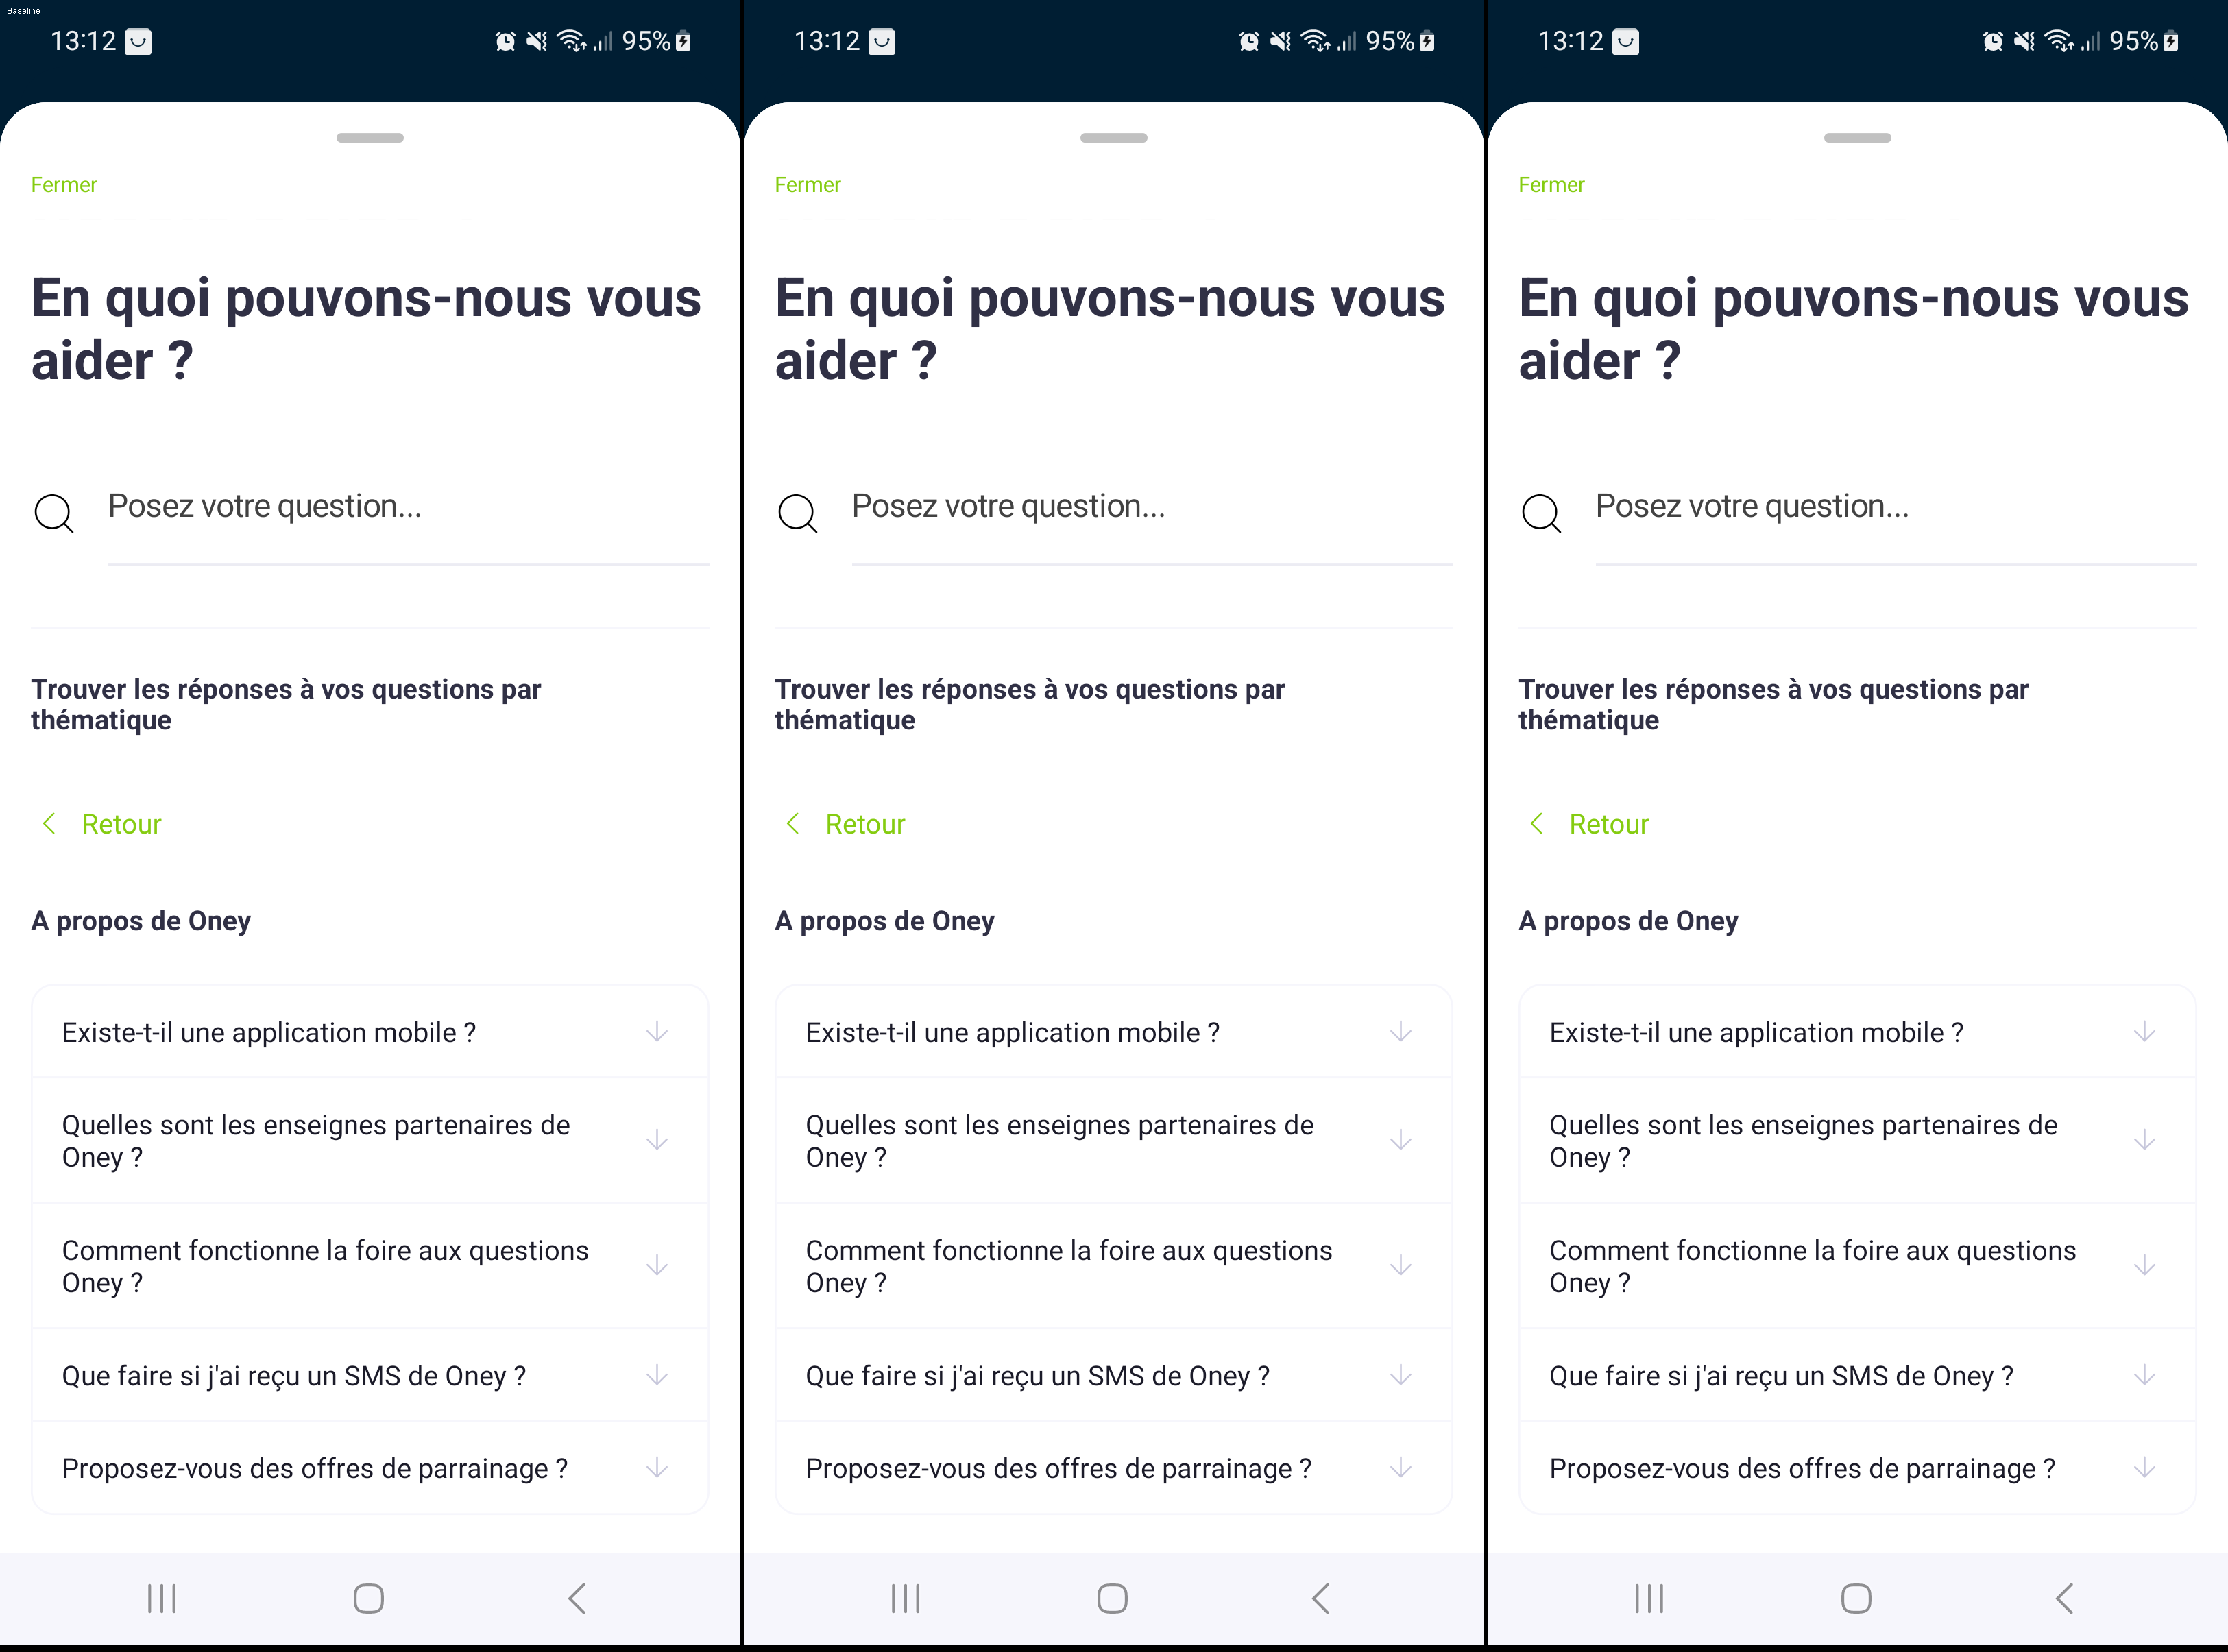 Baseline
13:12 95%
Fermer
En quoi pouvons-nous vous
aider ?
Posez votre question...
Trouver les réponses à vos questions par
thématique
Retour
A propos de Oney
Existe-t-il une application mobile ?
Quelles sont les enseignes partenaires de
Oney ?
Comment fonctionne la foire aux questions
Oney ?
Que faire si j'ai reçu un SMS de Oney ?
Proposez-vous des offres de parrainage ?
13:12 95%
Fermer
En quoi pouvons-nous vous
aider ?
Posez votre question...
Trouver les réponses à vos questions par
thématique
Retour
A propos de Oney
Existe-t-il une application mobile ?
Quelles sont les enseignes partenaires de
Oney ?
Comment fonctionne la foire aux questions
Oney ?
Que faire si j'ai reçu un SMS de Oney ?
Proposez-vous des offres de parrainage ?
13:12 95%
Fermer
En quoi pouvons-nous vous
aider ?
Posez votre question...
Trouver les réponses à vos questions par
thématique
Retour
A propos de Oney
Existe-t-il une application mobile ?
Quelles sont les enseignes partenaires de
Oney ?
Comment fonctionne la foire aux questions
Oney ?
Que faire si j'ai reçu un SMS de Oney ?
Proposez-vous des offres de parrainage ?